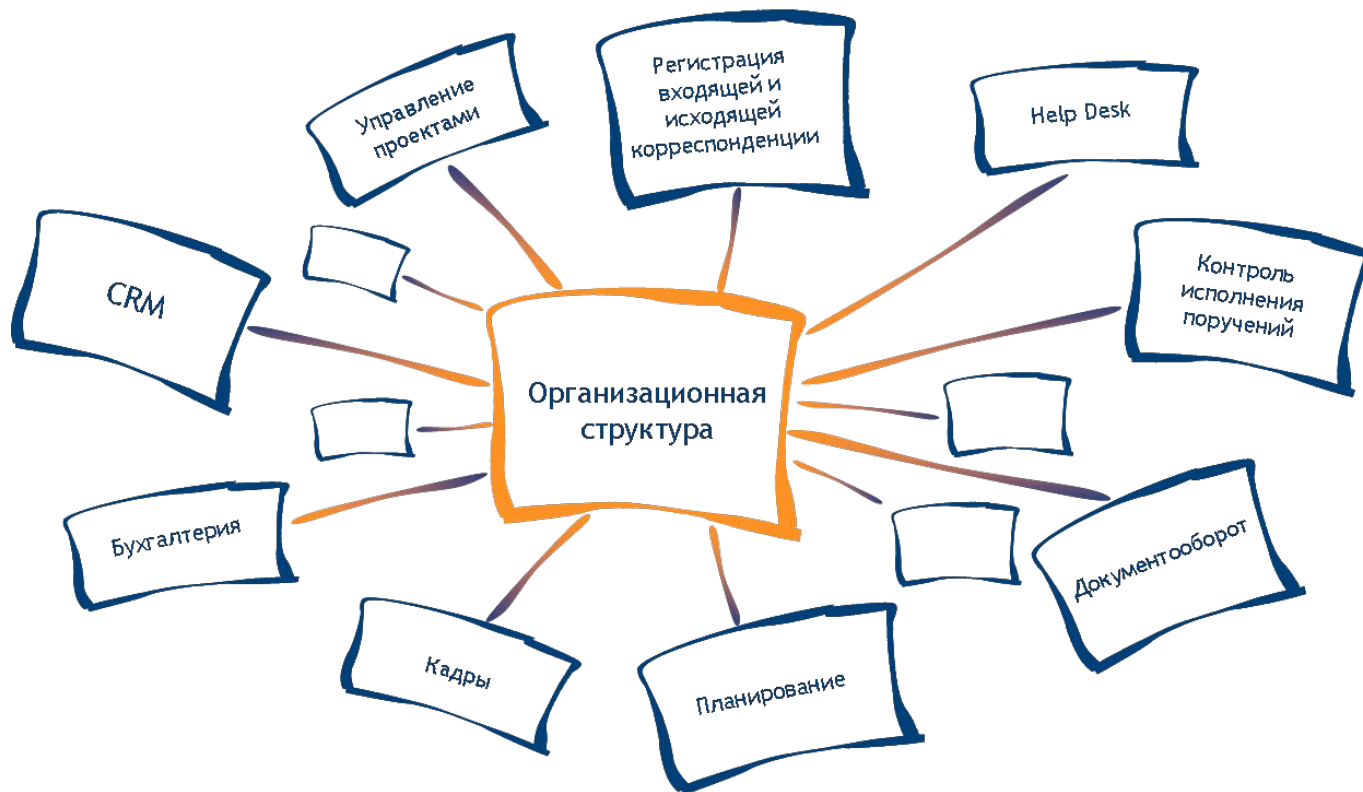 Управление
проектами
Регистрация
входящей и
исходящей
корреспонденции
Help Desk
CRM
Контроль
исполнения
поручений
Организационная
структура
Бухгалтерия
Документооборот
Кадры
Планирование